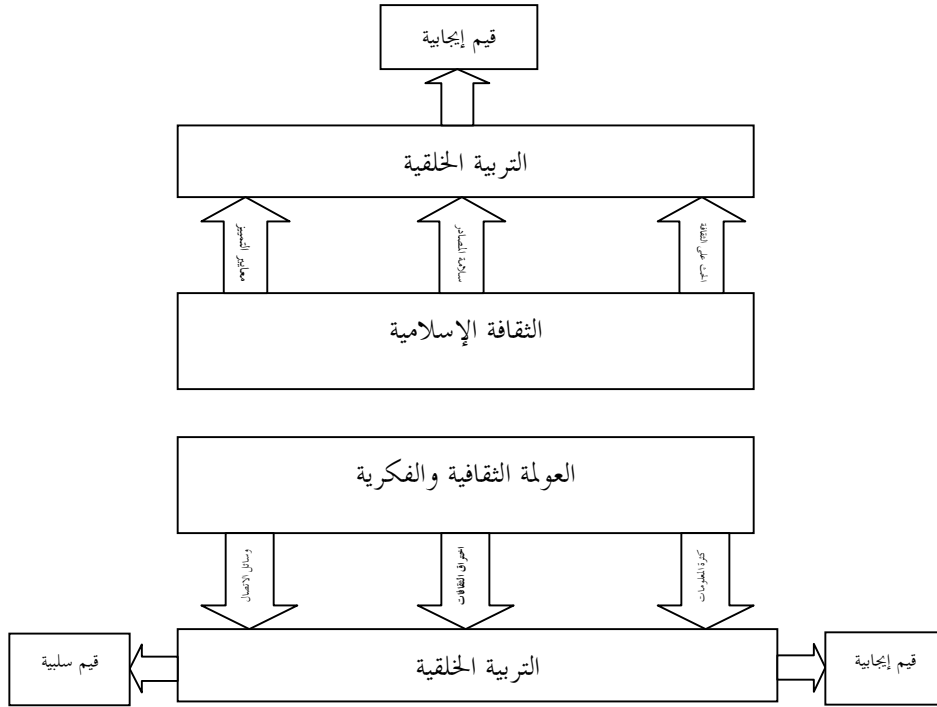 قيم إيجابية
التربية الخلقية
الحث على الثقافة
سلامة المصادر
معايير التمييز
الثقافة الإسلامية
العولمة الثقافية والفكرية
كثرة المعلومات
اختراق الثقافات
وسائل الاتصال
قيم إيجابية
التربية الخلقية
قيم سلبية